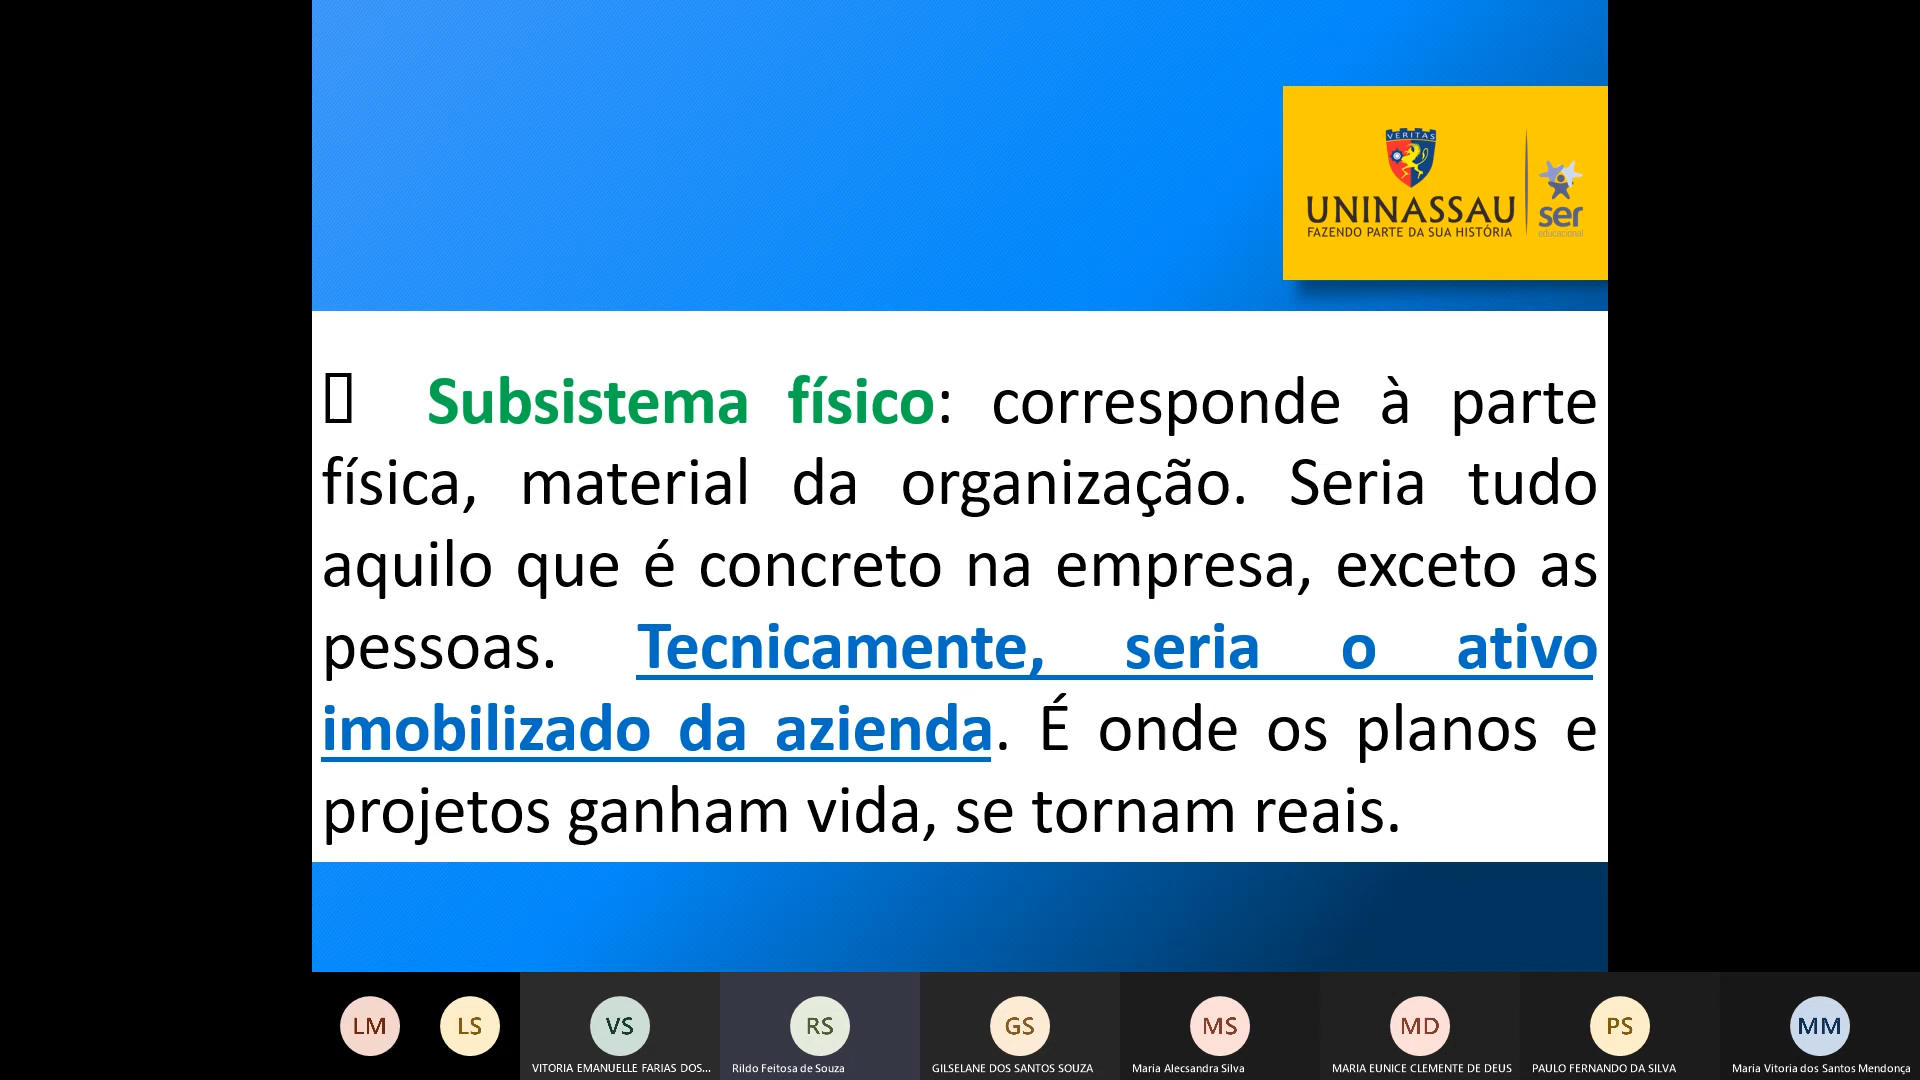 VERITAS
UNINASSAU
FAZENDO PARTE DA SUA HISTÓRIA
ser
educacional
Subsistema físico: corresponde à parte
física, material da organização. Seria tudo
aquilo que é concreto na empresa, exceto as
pessoas. Tecnicamente, seria o ativo
imobilizado da azienda. É onde os planos e
projetos ganham vida, se tornam reais.
LM
LS
VS
RS
GS
MS
MD
PS
MM
VITORIA EMANUELLE FARIAS DOS...
Rildo Feitosa de Souza
GILSELANE DOS SANTOS SOUZA
Maria Alecsandra Silva
MARIA EUNICE CLEMENTE DE DEUS
PAULO FERNANDO DA SILVA
Maria Vitoria dos Santos Mendonça